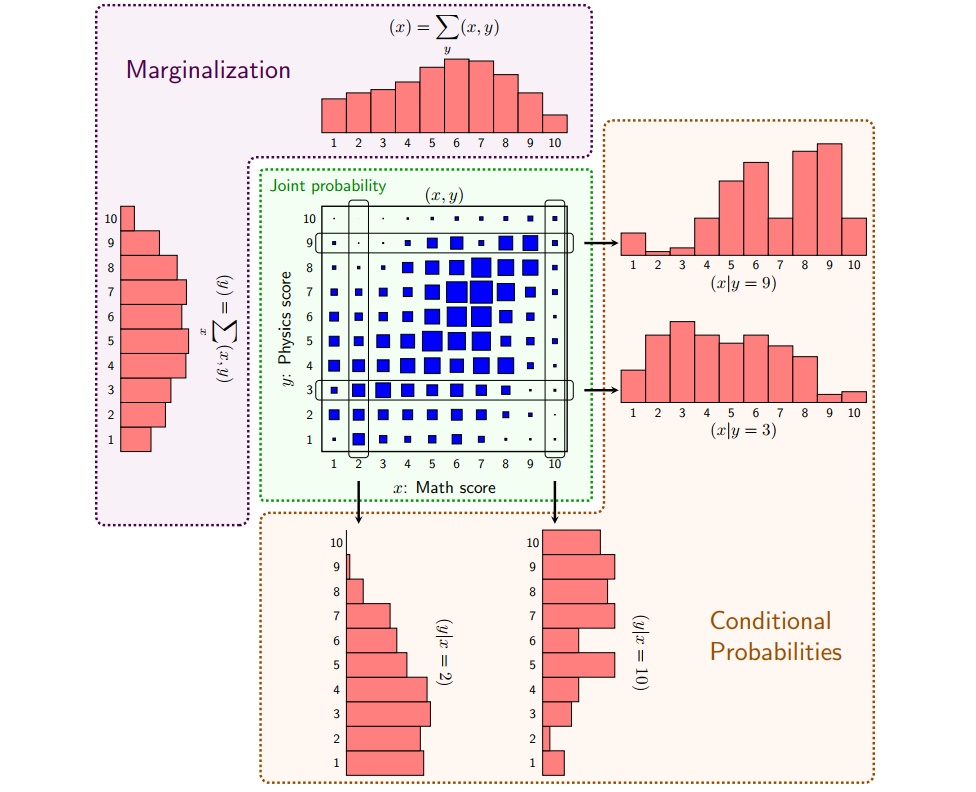 (x) = ∑_y (x, y)
Marginalization
1 2 3 4 5 6 7 8 9 10
10
9
8
7
6
5
4
3
2
1
(y) = ∑_x (x, y)
Joint probability
(x, y)
10
9
8
7
6
5
4
3
2
1
y: Physics score
1 2 3 4 5 6 7 8 9 10
x: Math score
1 2 3 4 5 6 7 8 9 10
(x|y = 9)
1 2 3 4 5 6 7 8 9 10
(x|y = 3)
10
9
8
7
6
5
4
3
2
1
(y|x = 2)
10
9
8
7
6
5
4
3
2
1
(y|x = 10)
Conditional
Probabilities